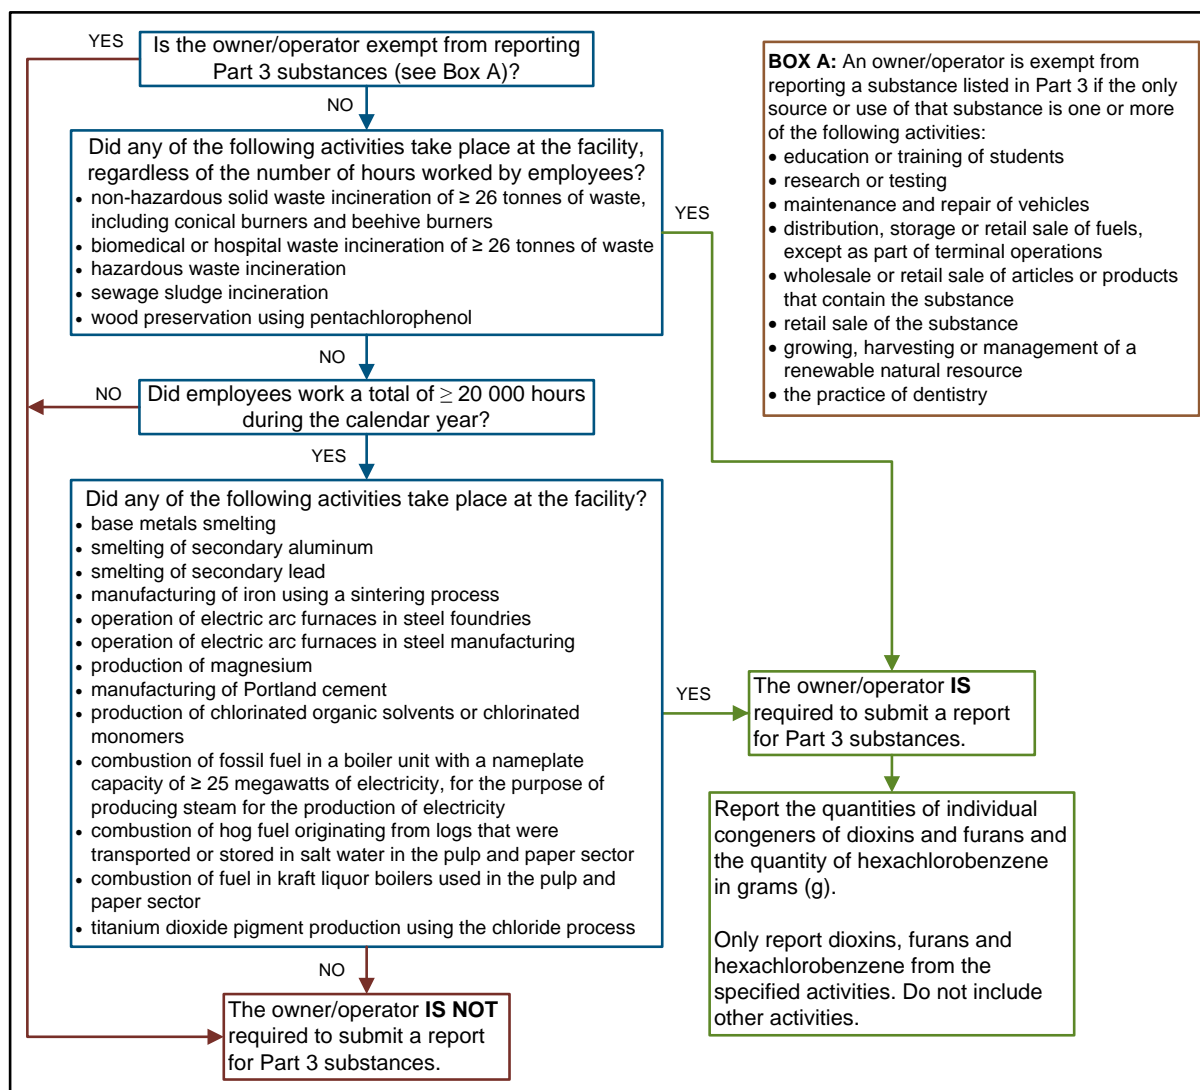 YES
Is the owner/operator exempt from reporting
Part 3 substances (see Box A)?
NO
Did any of the following activities take place at the facility,
regardless of the number of hours worked by employees?
• non-hazardous solid waste incineration of ≥ 26 tonnes of waste,
including conical burners and beehive burners
• biomedical or hospital waste incineration of ≥ 26 tonnes of waste
• hazardous waste incineration
• sewage sludge incineration
• wood preservation using pentachlorophenol
YES
NO
NO
Did employees work a total of ≥ 20 000 hours
during the calendar year?
YES
Did any of the following activities take place at the facility?
• base metals smelting
• smelting of secondary aluminum
• smelting of secondary lead
• manufacturing of iron using a sintering process
• operation of electric arc furnaces in steel foundries
• operation of electric arc furnaces in steel manufacturing
• production of magnesium
• manufacturing of Portland cement
• production of chlorinated organic solvents or chlorinated
monomers
• combustion of fossil fuel in a boiler unit with a nameplate
capacity of ≥ 25 megawatts of electricity, for the purpose of
producing steam for the production of electricity
• combustion of hog fuel originating from logs that were
transported or stored in salt water in the pulp and paper sector
• combustion of fuel in kraft liquor boilers used in the pulp and
paper sector
• titanium dioxide pigment production using the chloride process
YES
NO
The owner/operator IS NOT
required to submit a report
for Part 3 substances.
BOX A: An owner/operator is exempt from
reporting a substance listed in Part 3 if the only
source or use of that substance is one or more
of the following activities:
• education or training of students
• research or testing
• maintenance and repair of vehicles
• distribution, storage or retail sale of fuels,
except as part of terminal operations
• wholesale or retail sale of articles or products
that contain the substance
• retail sale of the substance
• growing, harvesting or management of a
renewable natural resource
• the practice of dentistry
The owner/operator IS
required to submit a report
for Part 3 substances.
Report the quantities of individual
congeners of dioxins and furans and
the quantity of hexachlorobenzene
in grams (g).
Only report dioxins, furans and
hexachlorobenzene from the
specified activities. Do not include
other activities.